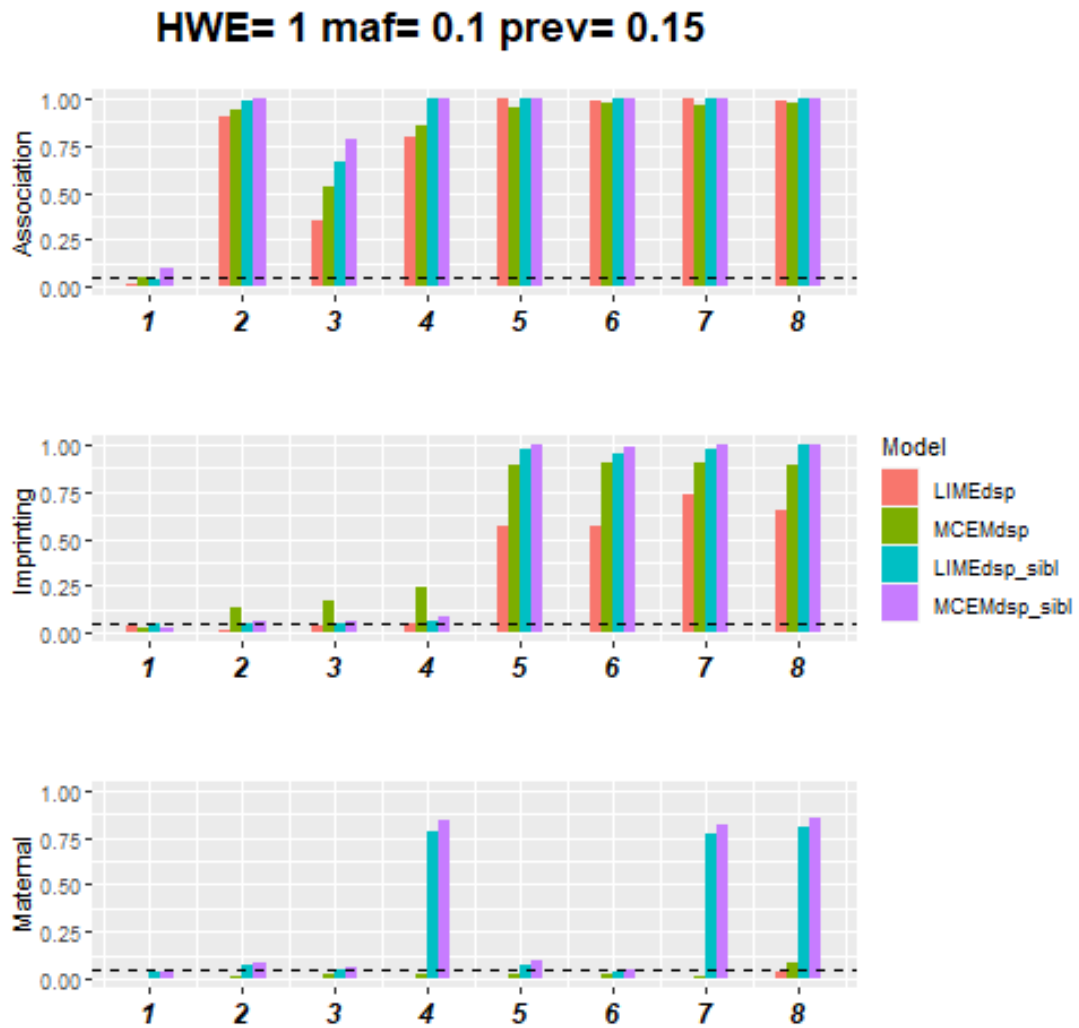 HWE= 1 maf= 0.1 prev= 0.15
Association
1.00
0.75
0.50
0.25
0.00
1 2 3 4 5 6 7 8
Imprinting
1.00
0.75
0.50
0.25
0.00
1 2 3 4 5 6 7 8
Model
LIMEdsp
MCEMdsp
LIMEdsp_sibl
MCEMdsp_sibl
Maternal
1.00
0.75
0.50
0.25
0.00
1 2 3 4 5 6 7 8